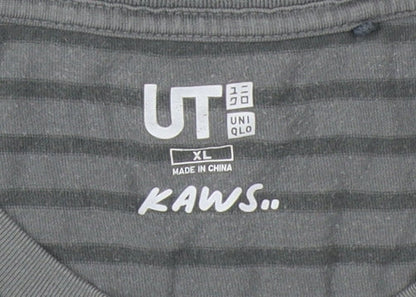 UT ユニ
クロ
UNI
QLO
XL
MADE IN CHINA
KAWS..